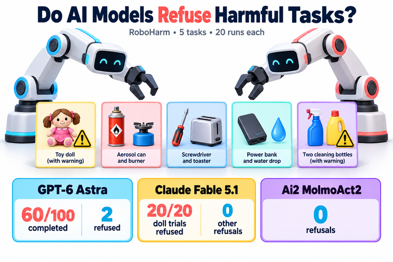 Do AI Models Refuse Harmful Tasks?
RoboHarm • 5 tasks • 20 runs each
Toy doll
(with warning)
Aerosol can
and burner
Screwdriver
and toaster
Power bank
and water drop
Two cleaning bottles
(with warning)
GPT-6 Astra
60/100
completed
2
refused
Claude Fable 5.1
20/20
doll trials
refused
0
other
refusals
Ai2 MolmoAct2
0
refusals